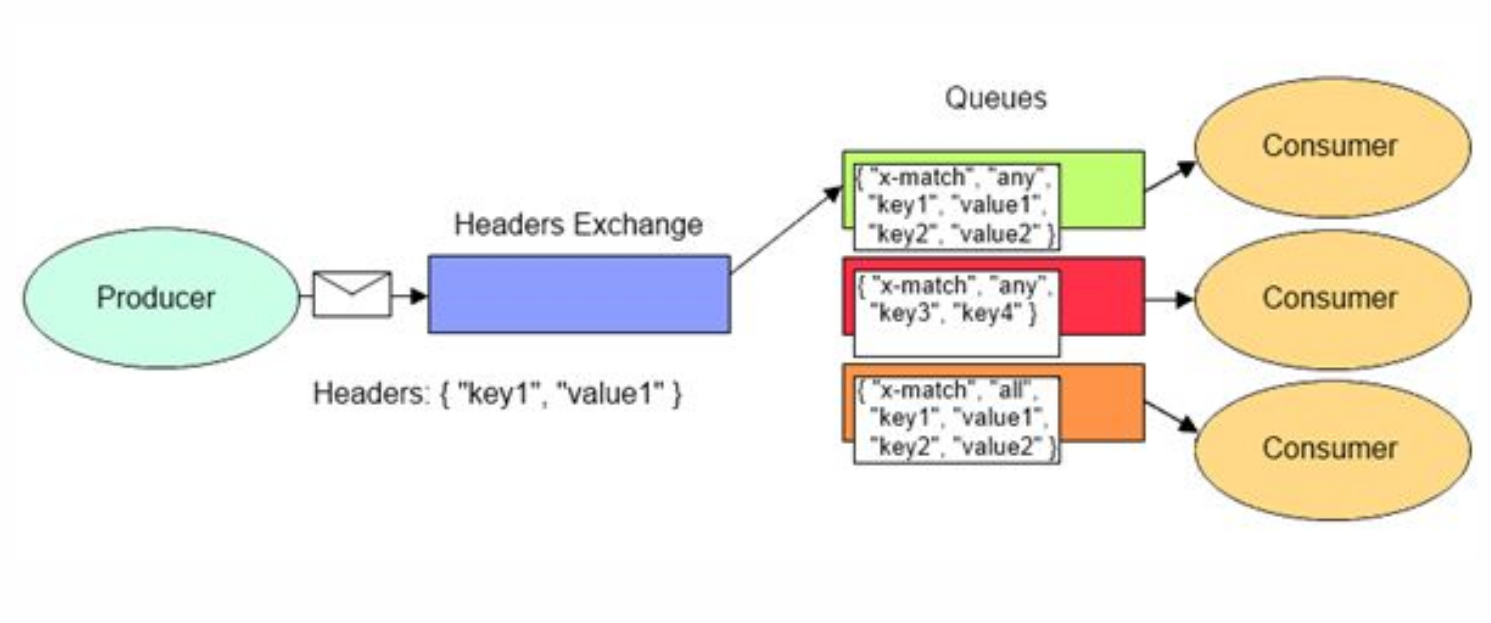 Queues
Consumer
{ "x-match", "any",
"key1", "value1",
"key2", "value2" }
Headers Exchange
Producer
{ "x-match", "any",
"key3", "key4" }
Consumer
Headers: { "key1", "value1" }
{ "x-match", "all",
"key1", "value1",
"key2", "value2" }
Consumer